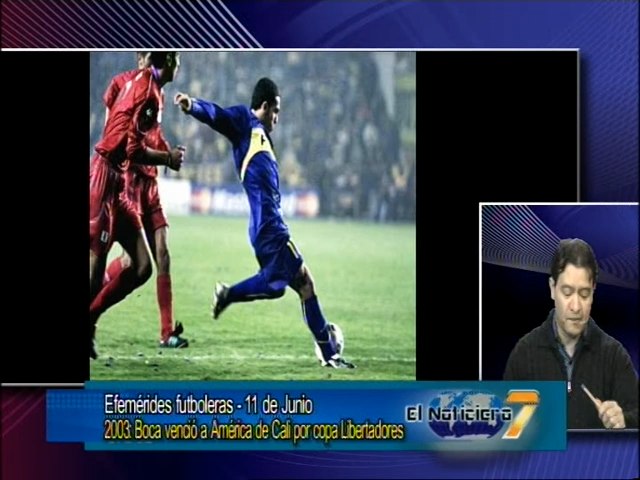 Efemérides futboleras - 11 de Junio
2003: Boca venció a América de Cali por copa Libertadores
El Noticiero 7